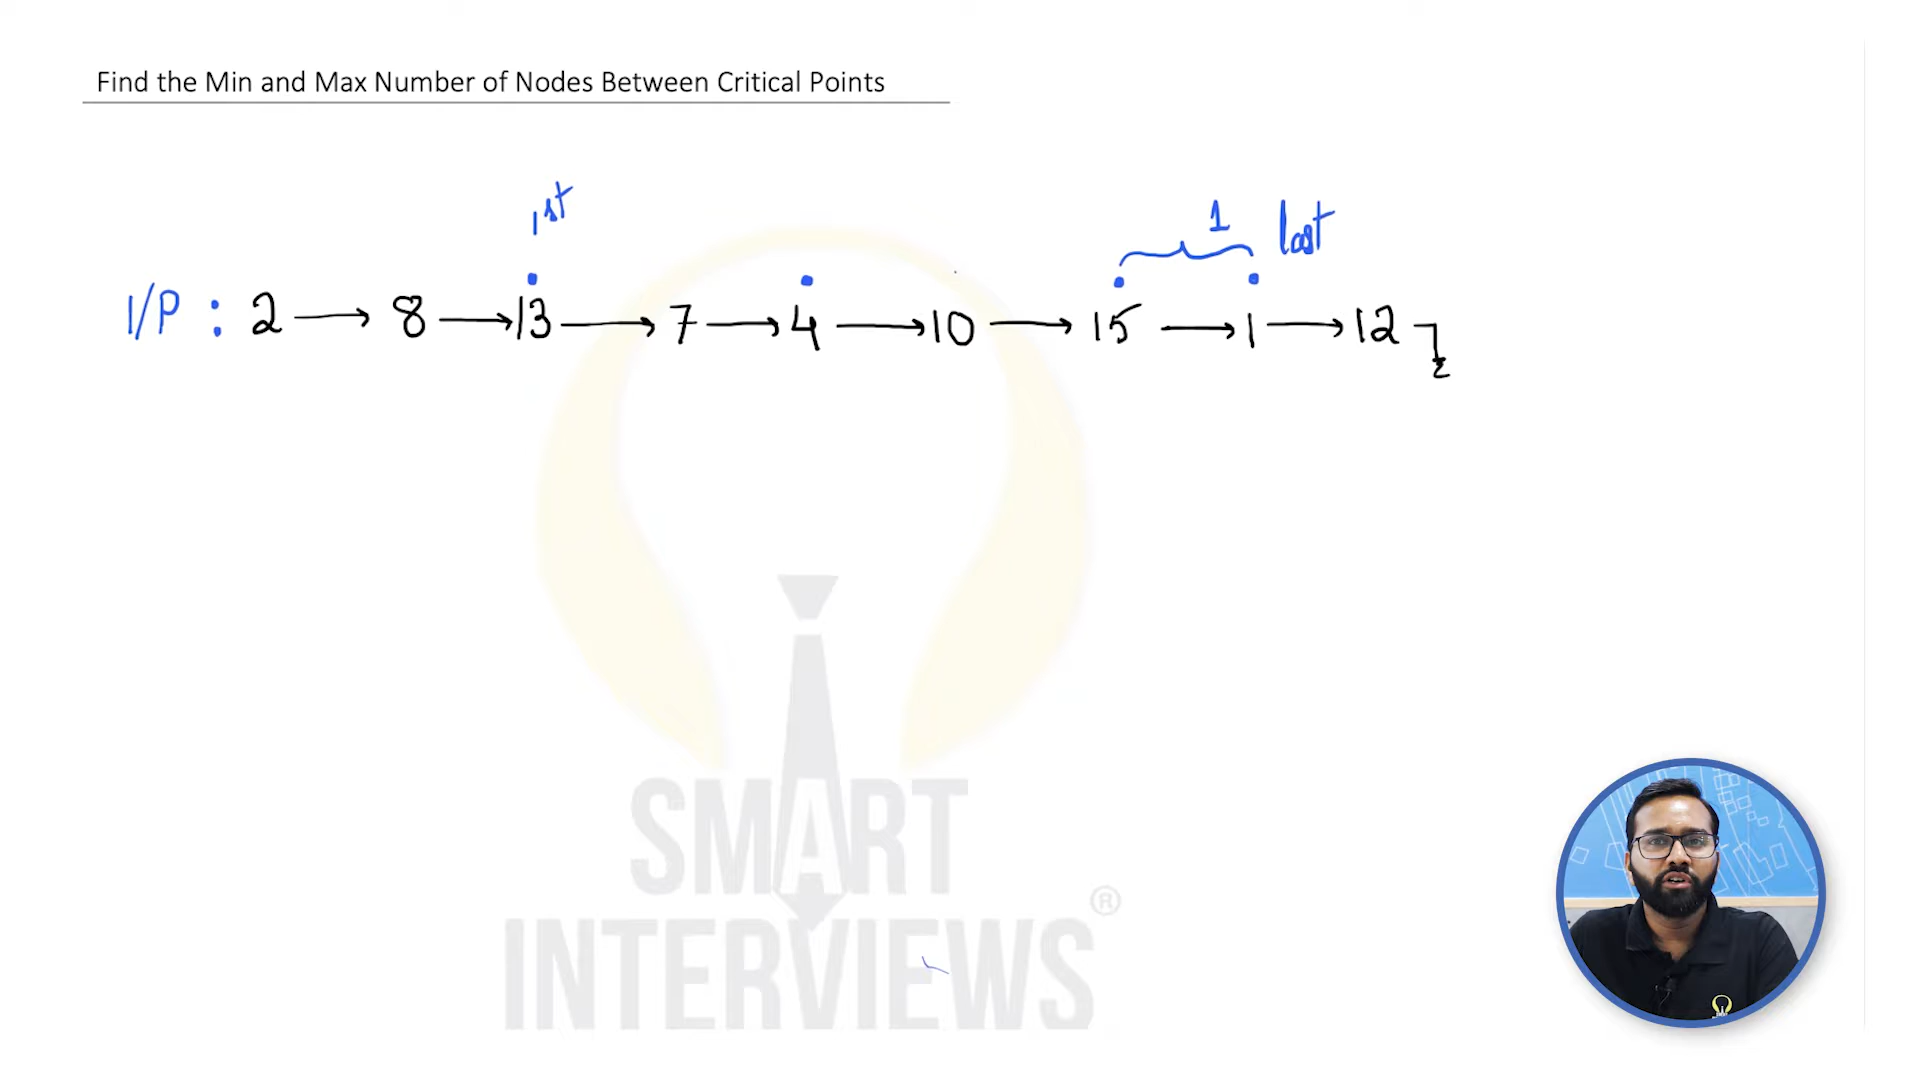 Find the Min and Max Number of Nodes Between Critical Points
1st
1 last
I/P : 2 → 8 → 13 → 7 → 4 → 10 → 15 → 1 → 12
SMART
INTERVIEWS®